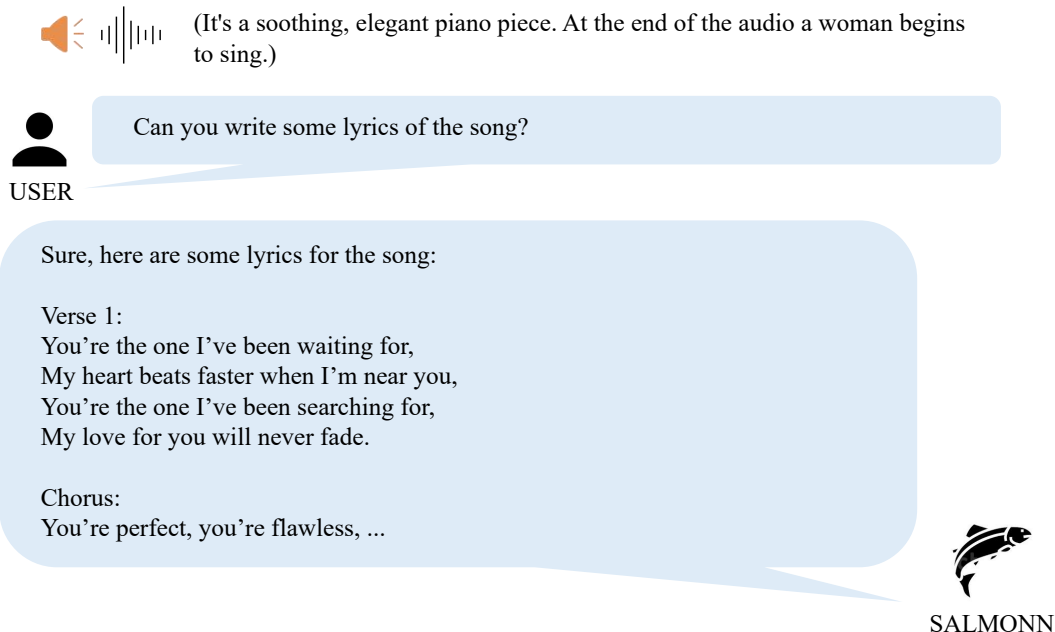 (It's a soothing, elegant piano piece. At the end of the audio a woman begins
to sing.)
Can you write some lyrics of the song?
USER
Sure, here are some lyrics for the song:
Verse 1:
You’re the one I’ve been waiting for,
My heart beats faster when I’m near you,
You’re the one I’ve been searching for,
My love for you will never fade.
Chorus:
You’re perfect, you’re flawless, ...
SALMONN